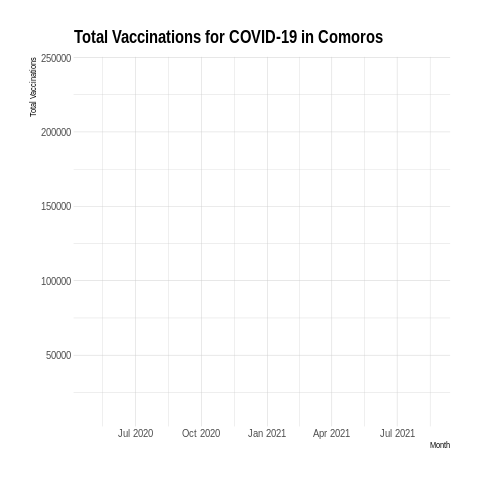 Total Vaccinations for COVID-19 in Comoros
Total Vaccinations
250000
200000
150000
100000
50000
Jul 2020 Oct 2020 Jan 2021 Apr 2021 Jul 2021
Month